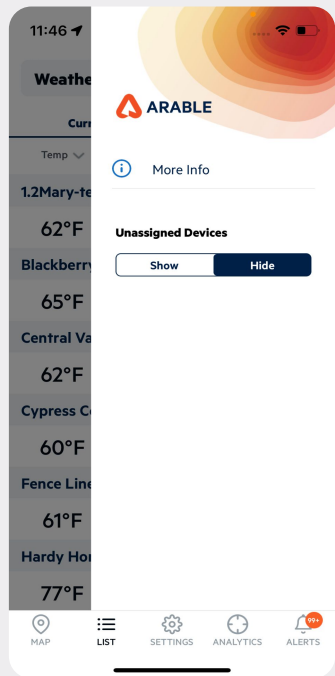 11:46
Weathe
ARABLE
Curr
Temp
More Info
1.2Mary-te
62°F
Unassigned Devices
Show Hide
Blackberry
65°F
Central Va
62°F
Cypress C
60°F
Fence Line
61°F
Hardy Hor
77°F
99+
MAP LIST SETTINGS ANALYTICS ALERTS